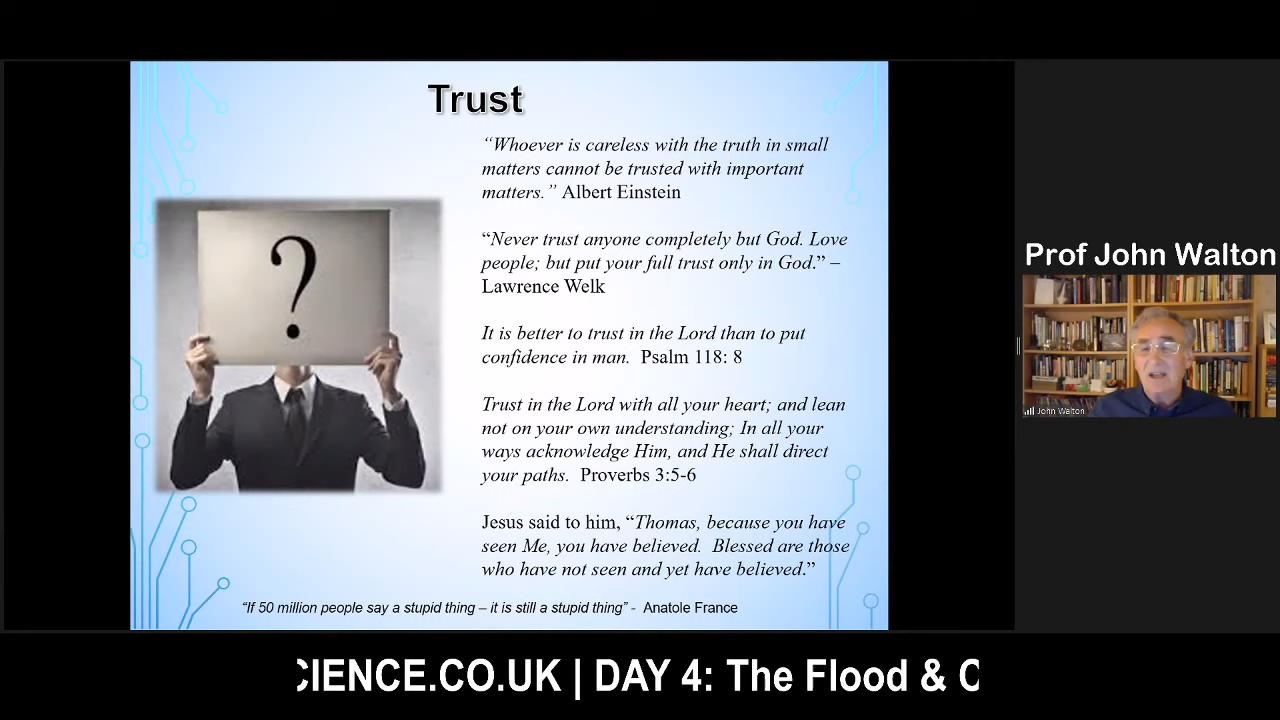 Trust
“Whoever is careless with the truth in small
matters cannot be trusted with important
matters.” Albert Einstein
“Never trust anyone completely but God. Love
people; but put your full trust only in God.” –
Lawrence Welk
It is better to trust in the Lord than to put
confidence in man. Psalm 118: 8
Trust in the Lord with all your heart; and lean
not on your own understanding; In all your
ways acknowledge Him, and He shall direct
your paths. Proverbs 3:5-6
Jesus said to him, “Thomas, because you have
seen Me, you have believed. Blessed are those
who have not seen and yet have believed.”
“If 50 million people say a stupid thing – it is still a stupid thing” - Anatole France
?
Prof John Walton
John Walton
CIENCE.CO.UK | DAY 4: The Flood &